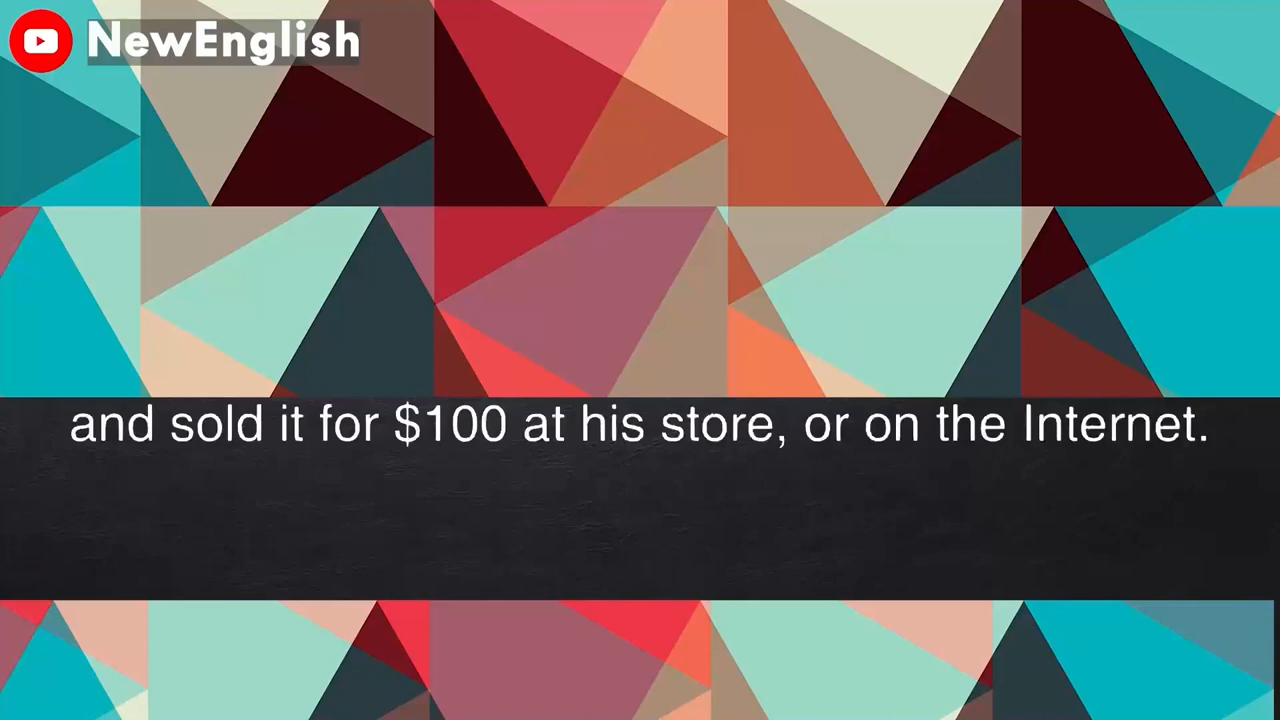 NewEnglish
and sold it for $100 at his store, or on the Internet.